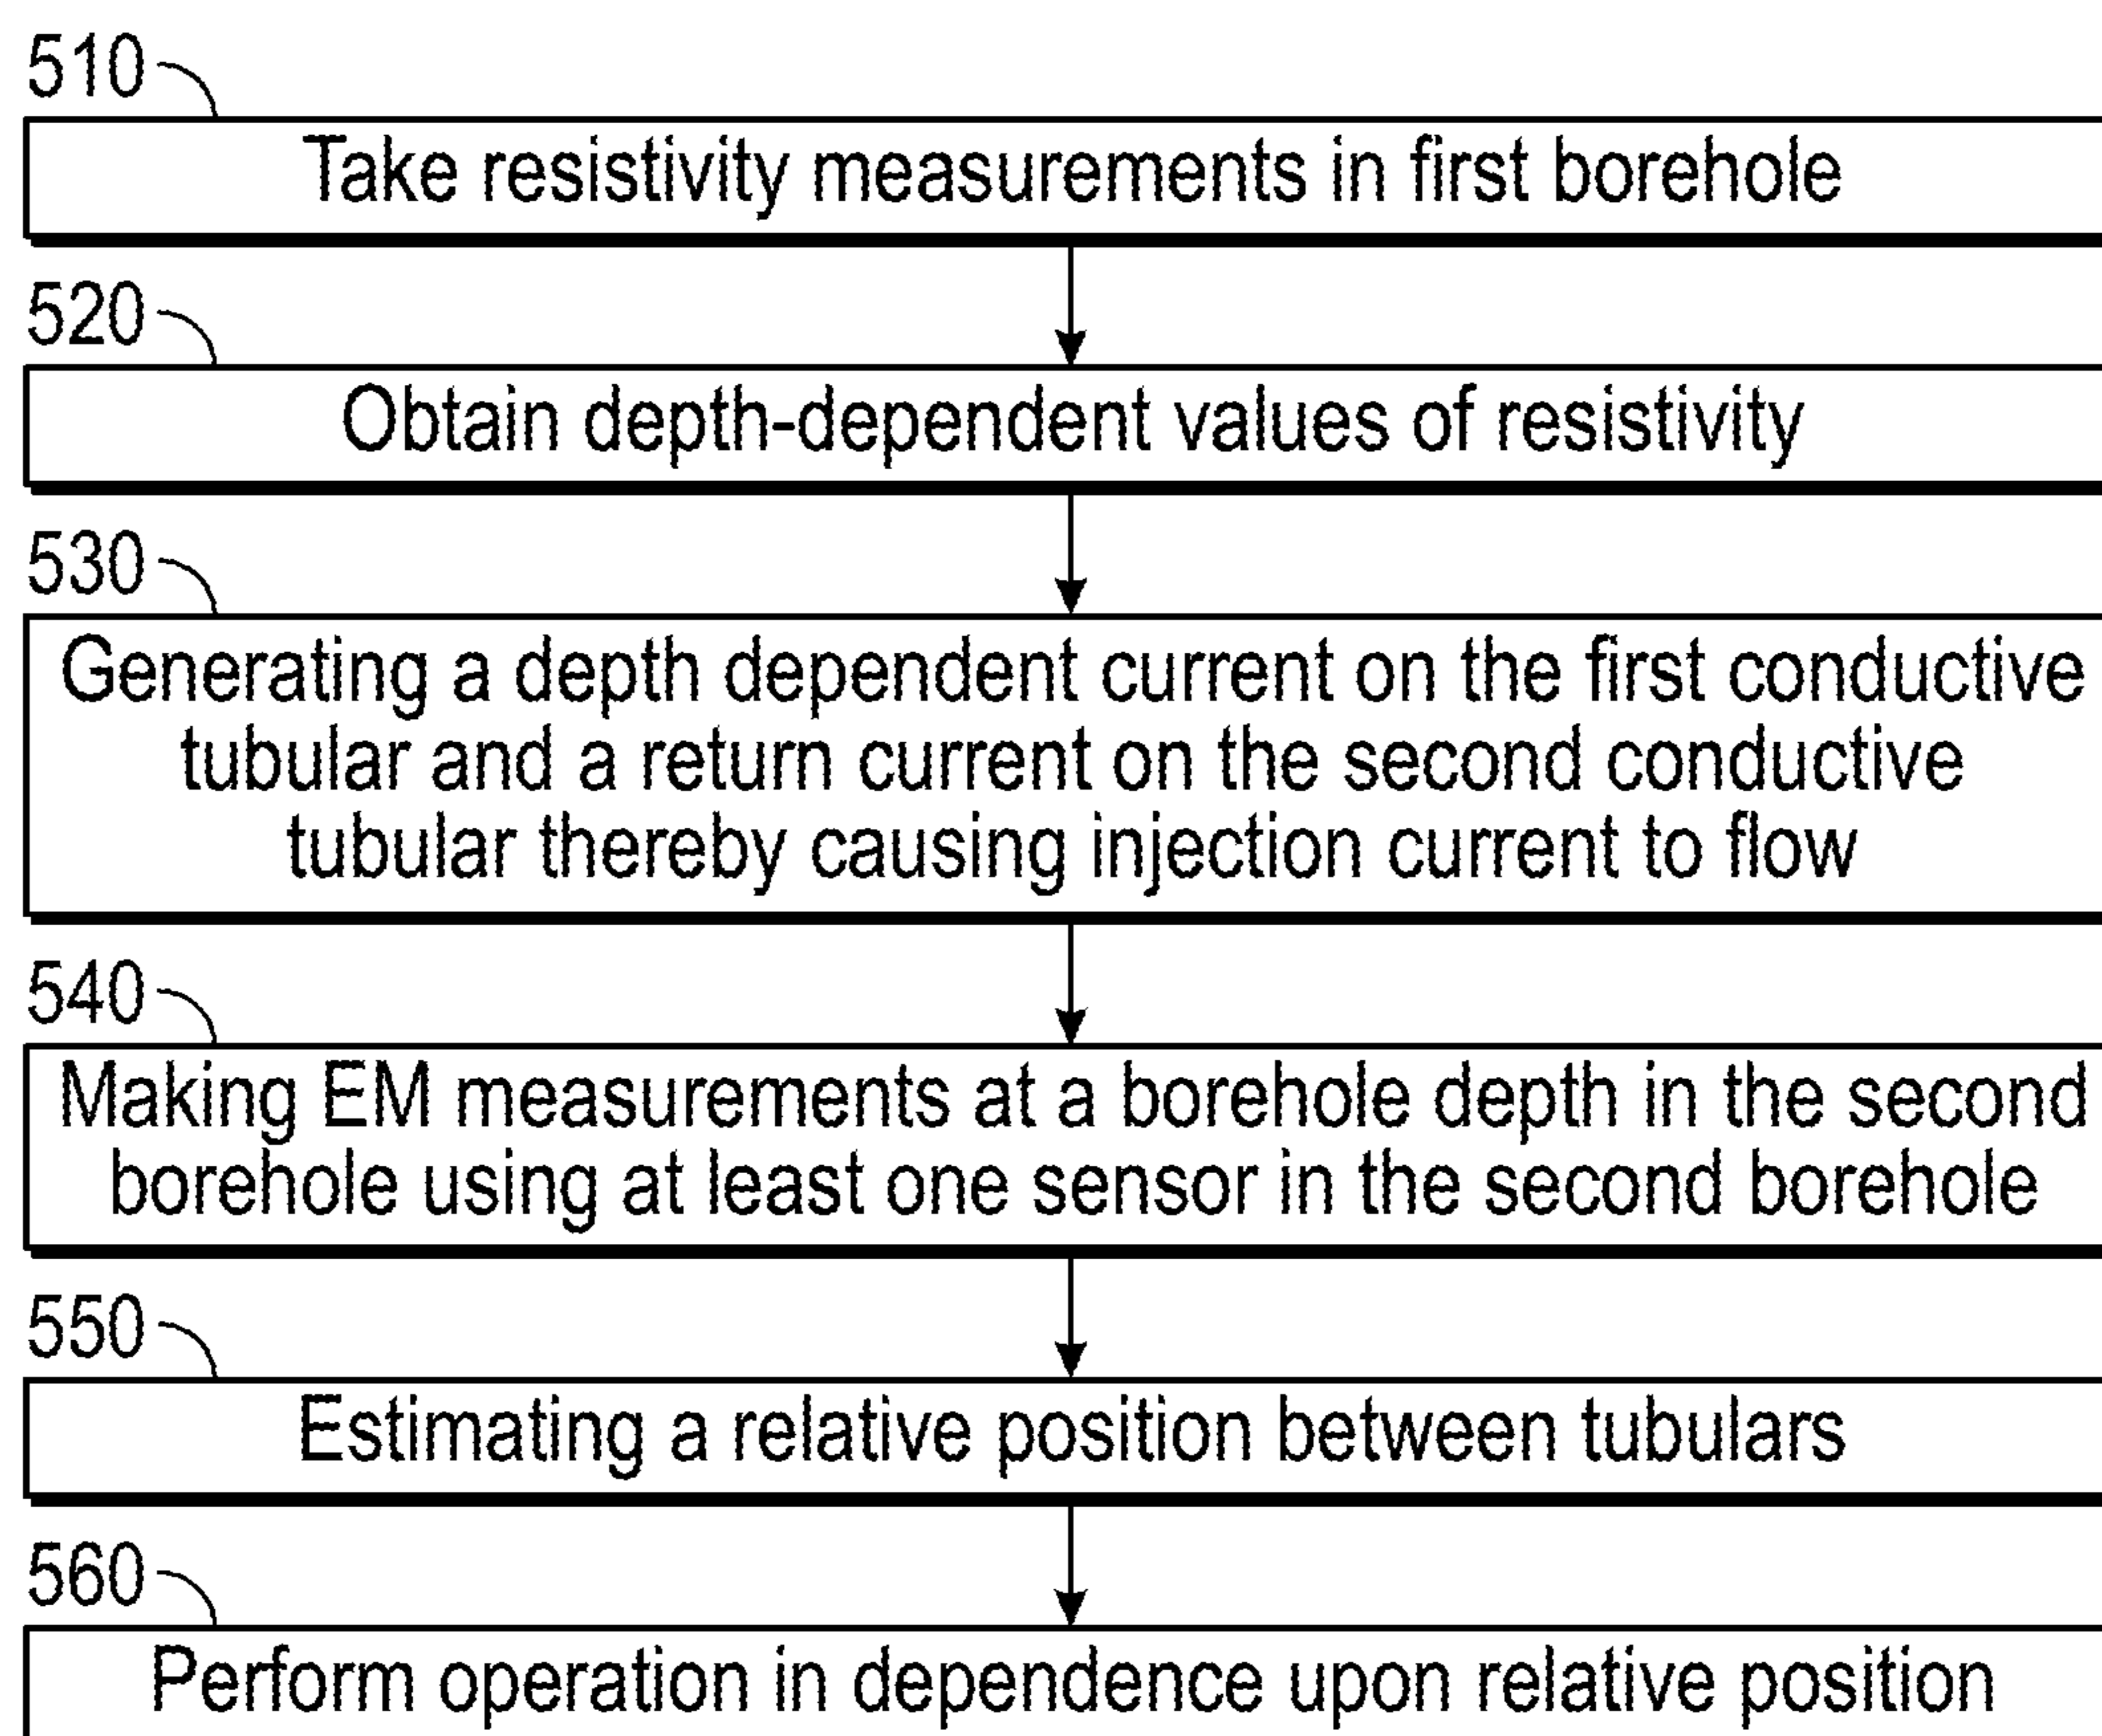 510
Take resistivity measurements in first borehole
520
Obtain depth-dependent values of resistivity
530
Generating a depth dependent current on the first conductive
tubular and a return current on the second conductive
tubular thereby causing injection current to flow
540
Making EM measurements at a borehole depth in the second
borehole using at least one sensor in the second borehole
550
Estimating a relative position between tubulars
560
Perform operation in dependence upon relative position